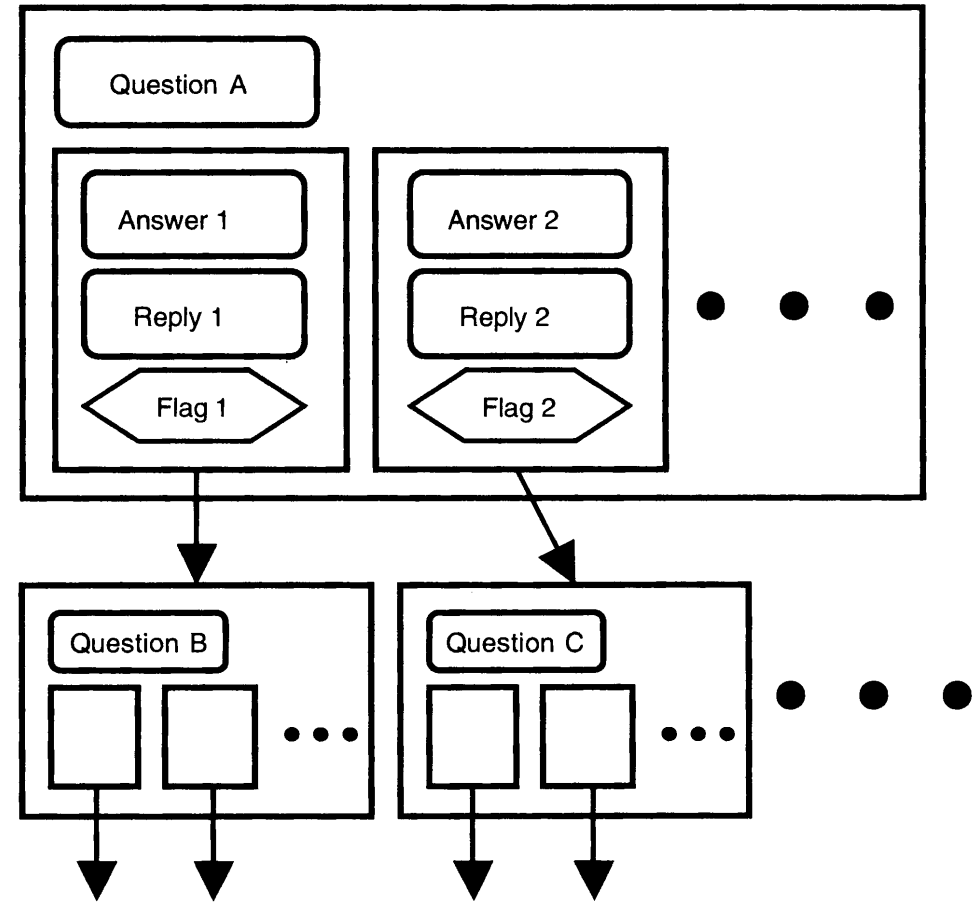 Question A
Answer 1
Answer 2
Reply 1
Reply 2
Flag 1
Flag 2
Question B
Question C